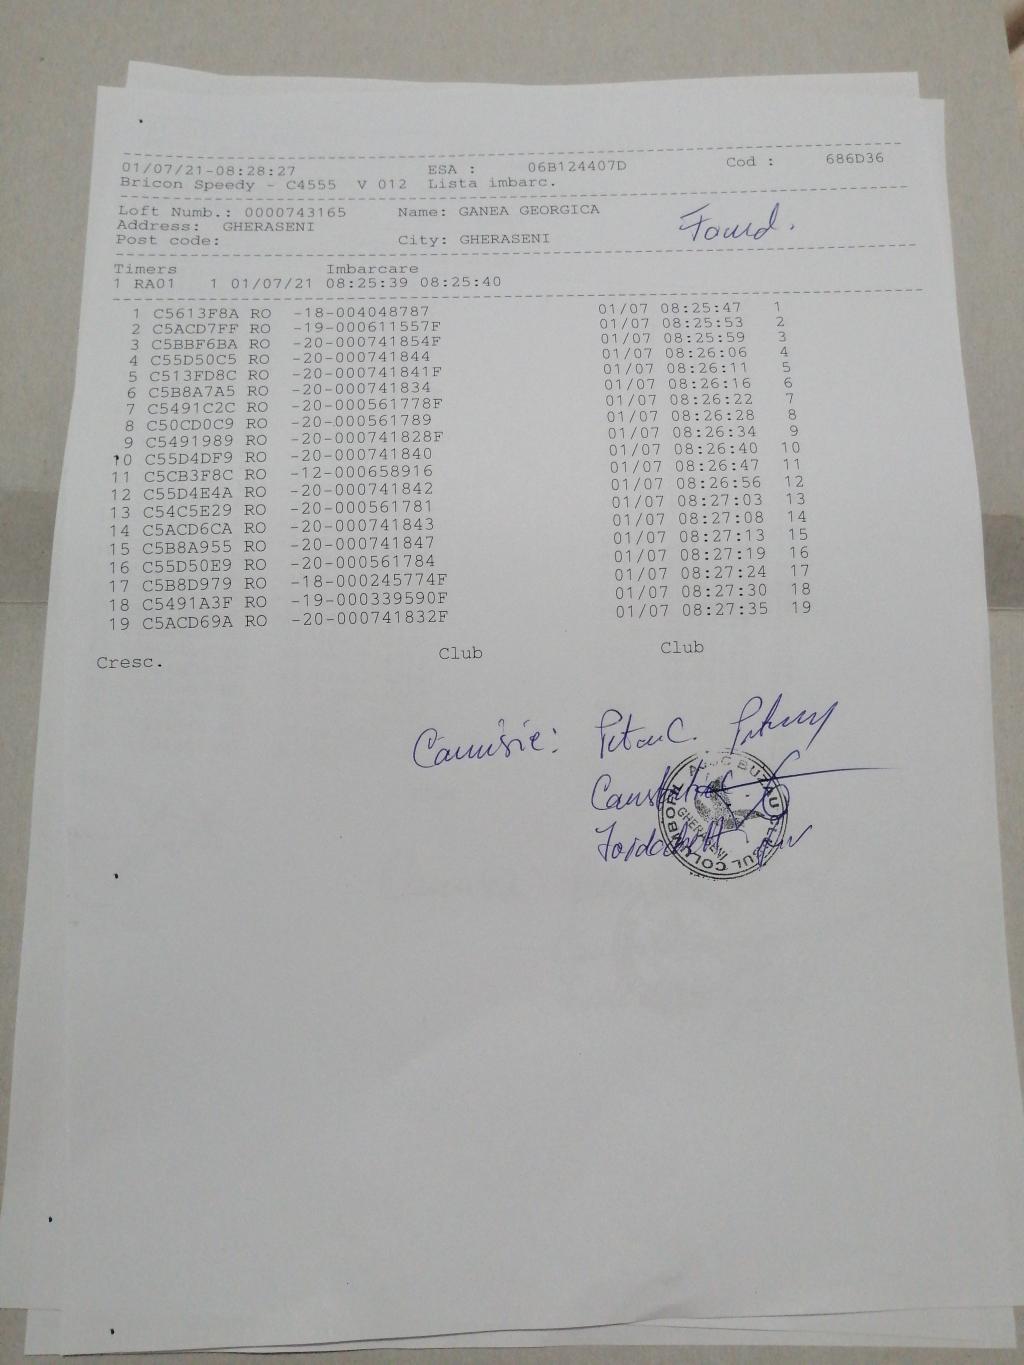 01/07/21-08:28:27 ESA : 06B124407D Cod : 686D36
Bricon Speedy - C4555 V 012 Lista imbarc.
Loft Numb.: 0000743165 Name: GANEA GEORGICA
Address: GHERASENI
Post code: City: GHERASENI
Timers Imbarcare
1 RA01 1 01/07/21 08:25:39 08:25:40
1 C5613F8A RO -18-004048787 01/07 08:25:47 1
2 C5ACD7FF RO -19-000611557F 01/07 08:25:53 2
3 C5BBF6BA RO -20-000741854F 01/07 08:25:59 3
4 C55D50C5 RO -20-000741844 01/07 08:26:06 4
5 C513FD8C RO -20-000741841F 01/07 08:26:11 5
6 C5B8A7A5 RO -20-000741834 01/07 08:26:16 6
7 C5491C2C RO -20-000561778F 01/07 08:26:22 7
8 C50CD0C9 RO -20-000561789 01/07 08:26:28 8
9 C5491989 RO -20-000741828F 01/07 08:26:34 9
10 C55D4DF9 RO -20-000741840 01/07 08:26:40 10
11 C5CB3F8C RO -12-000658916 01/07 08:26:47 11
12 C55D4E4A RO -20-000741842 01/07 08:26:56 12
13 C54C5E29 RO -20-000561781 01/07 08:27:03 13
14 C5ACD6CA RO -20-000741843 01/07 08:27:08 14
15 C5B8A955 RO -20-000741847 01/07 08:27:13 15
16 C55D50E9 RO -20-000561784 01/07 08:27:19 16
17 C5B8D979 RO -18-000245774F 01/07 08:27:24 17
18 C5491A3F RO -19-000339590F 01/07 08:27:30 18
19 C5ACD69A RO -20-000741832F 01/07 08:27:35 19
Cresc. Club Club
Comisie:
ASOC BUZAU CLUBUL COLUMBOFIL
GHERASENI